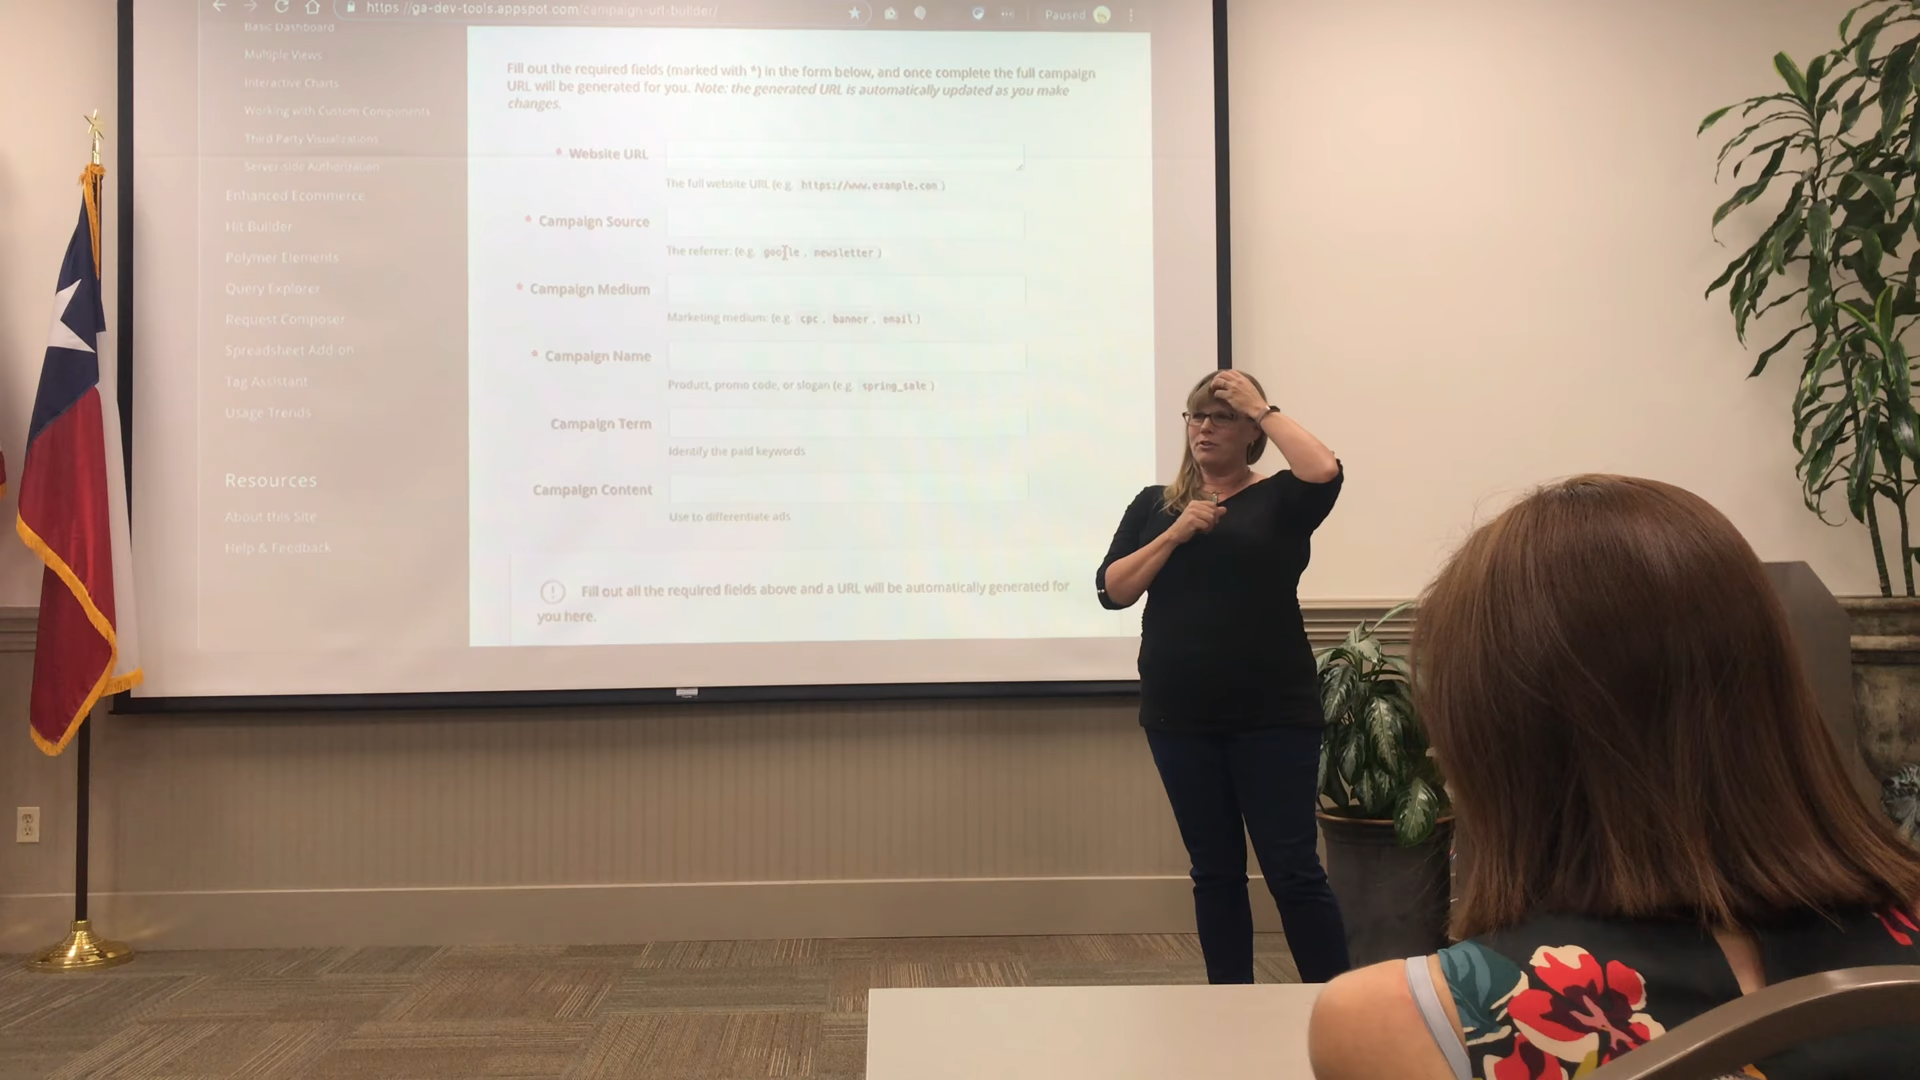 https://ga-dev-tools.appspot.com/campaign-url-builder/
Paused
Basic Dashboard
Multiple Views
Interactive Charts
Working with Custom Components
Third Party Visualizations
Server-side Authorization
Enhanced Ecommerce
Hit Builder
Polymer Elements
Query Explorer
Request Composer
Spreadsheet Add-on
Tag Assistant
Usage Trends
Resources
About this Site
Help & Feedback
Fill out the required fields (marked with *) in the form below, and once complete the full campaign
URL will be generated for you. Note: the generated URL is automatically updated as you make
changes.
* Website URL
The full website URL (e.g. https://www.example.com )
* Campaign Source
The referrer: (e.g. google , newsletter )
* Campaign Medium
Marketing medium: (e.g. cpc , banner , email )
* Campaign Name
Product, promo code, or slogan (e.g. spring_sale )
Campaign Term
Identify the paid keywords
Campaign Content
Use to differentiate ads
Fill out all the required fields above and a URL will be automatically generated for
you here.